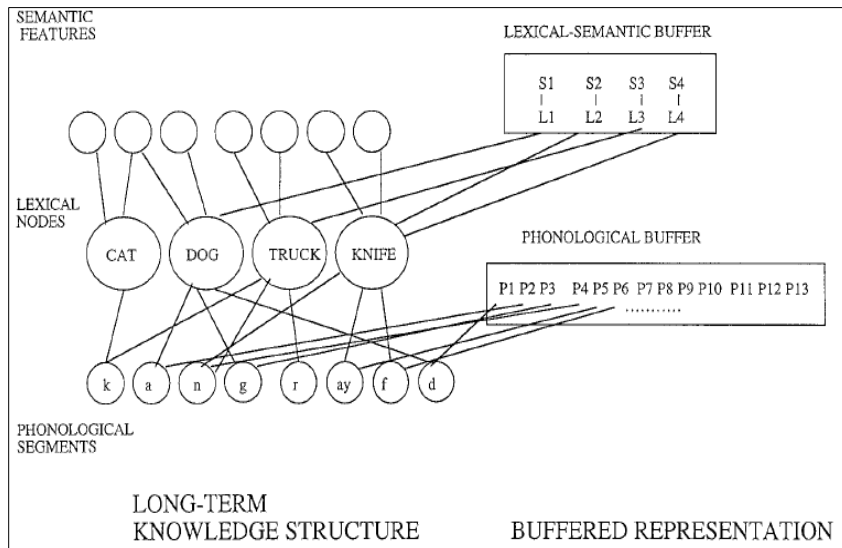 SEMANTIC
FEATURES
LEXICAL-SEMANTIC BUFFER
S1 S2 S3 S4
L1 L2 L3 L4
LEXICAL
NODES
CAT DOG TRUCK KNIFE
PHONOLOGICAL BUFFER
P1 P2 P3 P4 P5 P6 P7 P8 P9 P10 P11 P12 P13
...........
k a n g r ay f d
PHONOLOGICAL
SEGMENTS
LONG-TERM
KNOWLEDGE STRUCTURE
BUFFERED REPRESENTATION